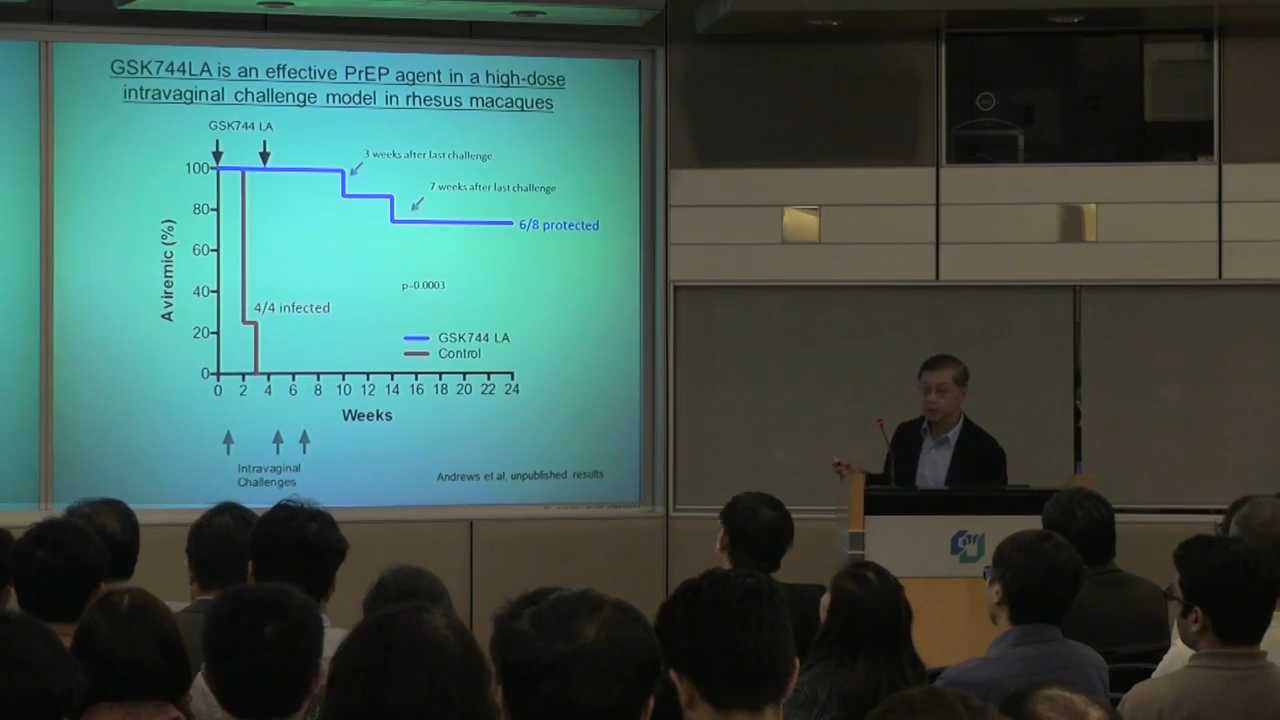 GSK744LA is an effective PrEP agent in a high-dose
intravaginal challenge model in rhesus macaques
GSK744 LA
3 weeks after last challenge
7 weeks after last challenge
6/8 protected
p=0.0003
4/4 infected
GSK744 LA
Control
Aviremic (%)
100
80
60
40
20
0
0 2 4 6 8 10 12 14 16 18 20 22 24
Weeks
Intravaginal
Challenges
Andrews et al, unpublished results